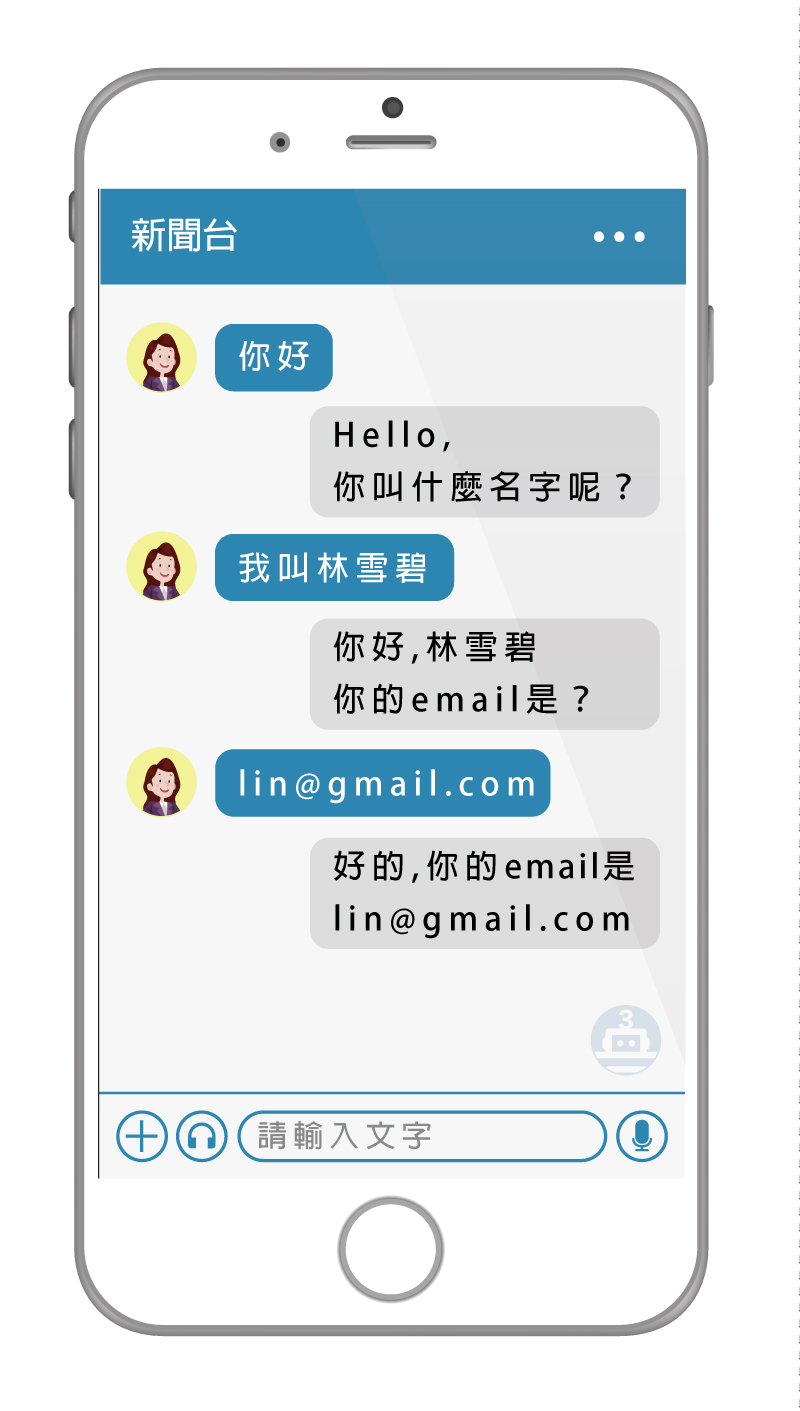 新聞台
你好
Hello,
你叫什麼名字呢？
我叫林雪碧
你好,林雪碧
你的email是？
lin@gmail.com
好的,你的email是
lin@gmail.com
3
請輸入文字